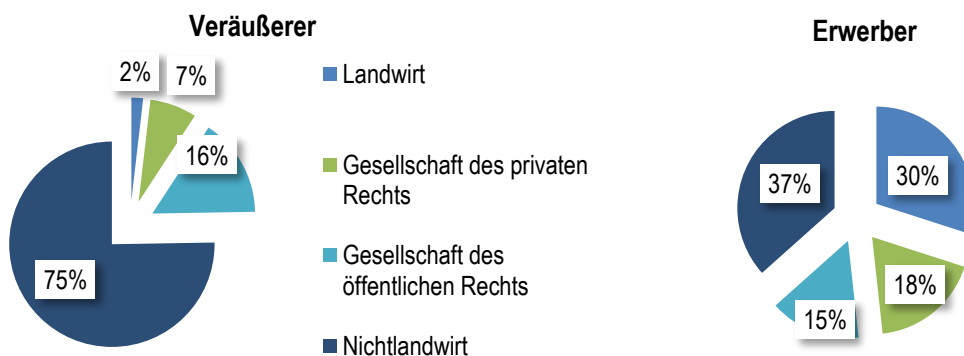 Veräußerer
2%
7%
16%
75%
Landwirt
Gesellschaft des privaten
Rechts
Gesellschaft des
öffentlichen Rechts
Nichtlandwirt
Erwerber
37%
30%
18%
15%